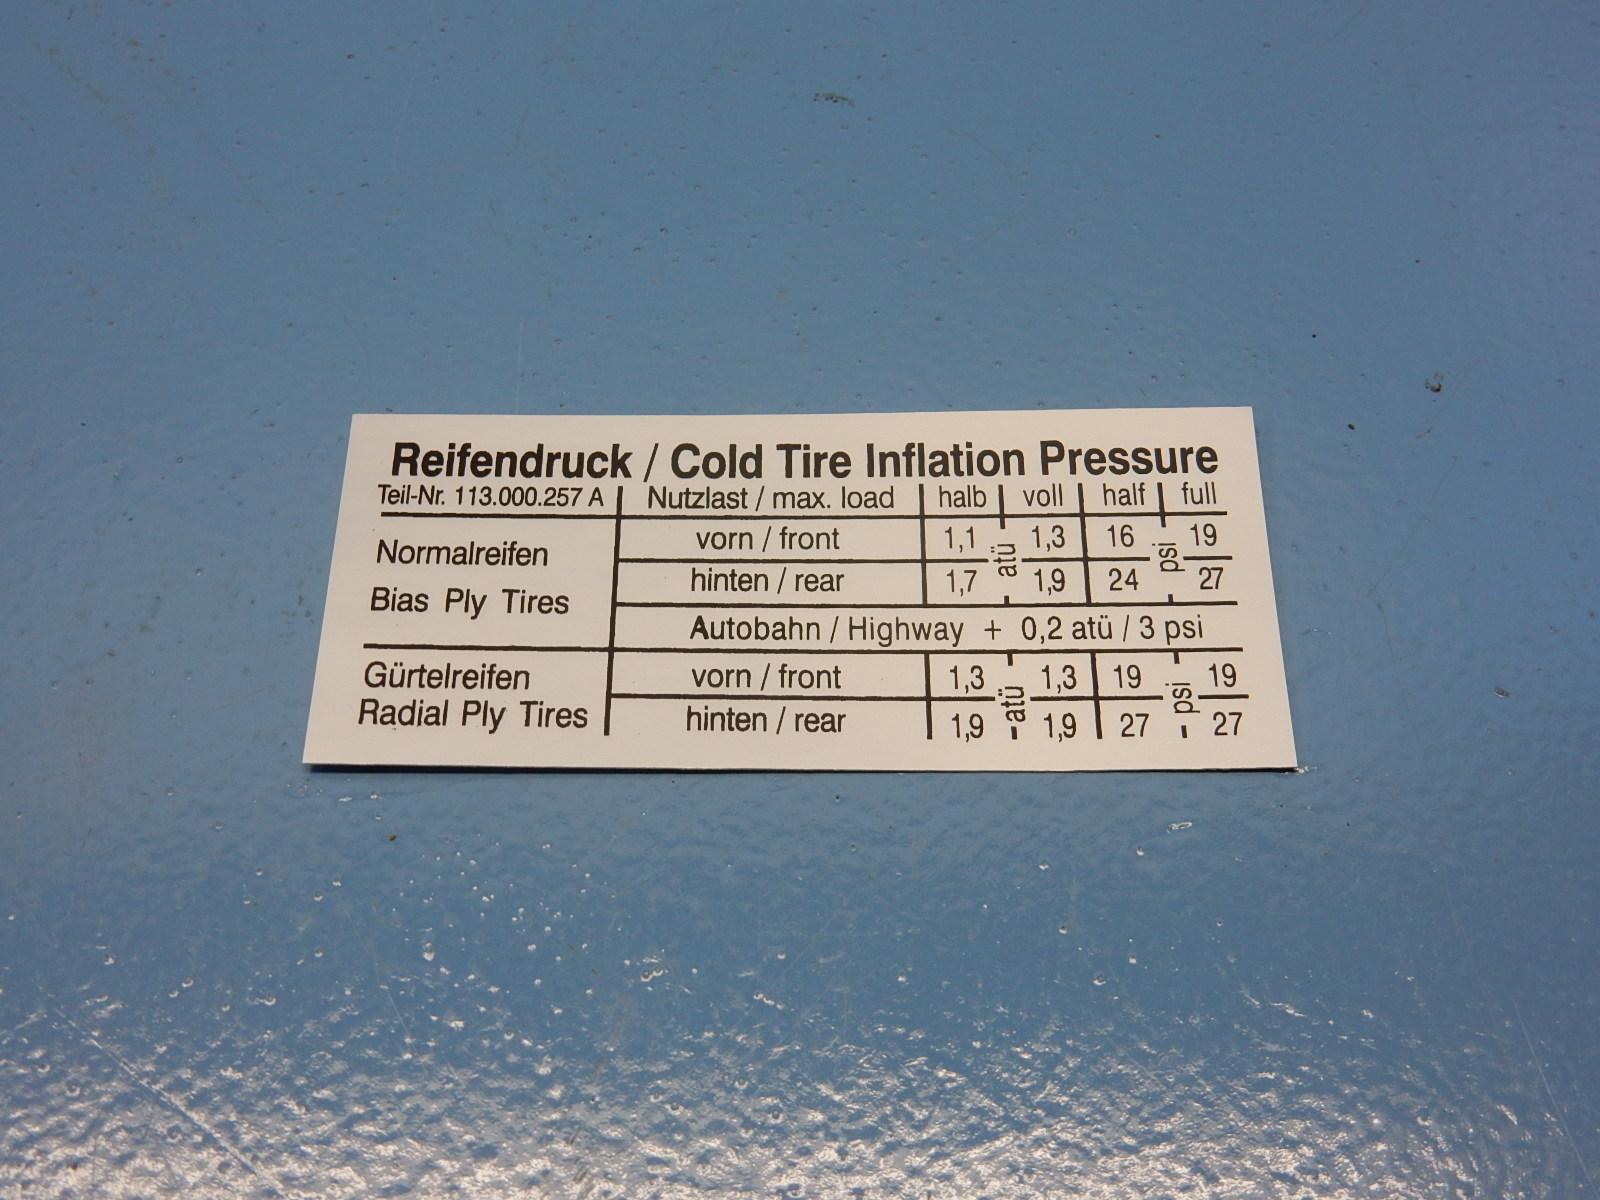 Reifendruck / Cold Tire Inflation Pressure
Teil-Nr. 113.000.257 A Nutzlast / max. load halb voll half full
Normalreifen
Bias Ply Tires
vorn / front 1,1 atü 1,3 16 psi 19
hinten / rear 1,7 1,9 24 27
Autobahn / Highway + 0,2 atü / 3 psi
Gürtelreifen
Radial Ply Tires
vorn / front 1,3 atü 1,3 19 psi 19
hinten / rear 1,9 1,9 27 27